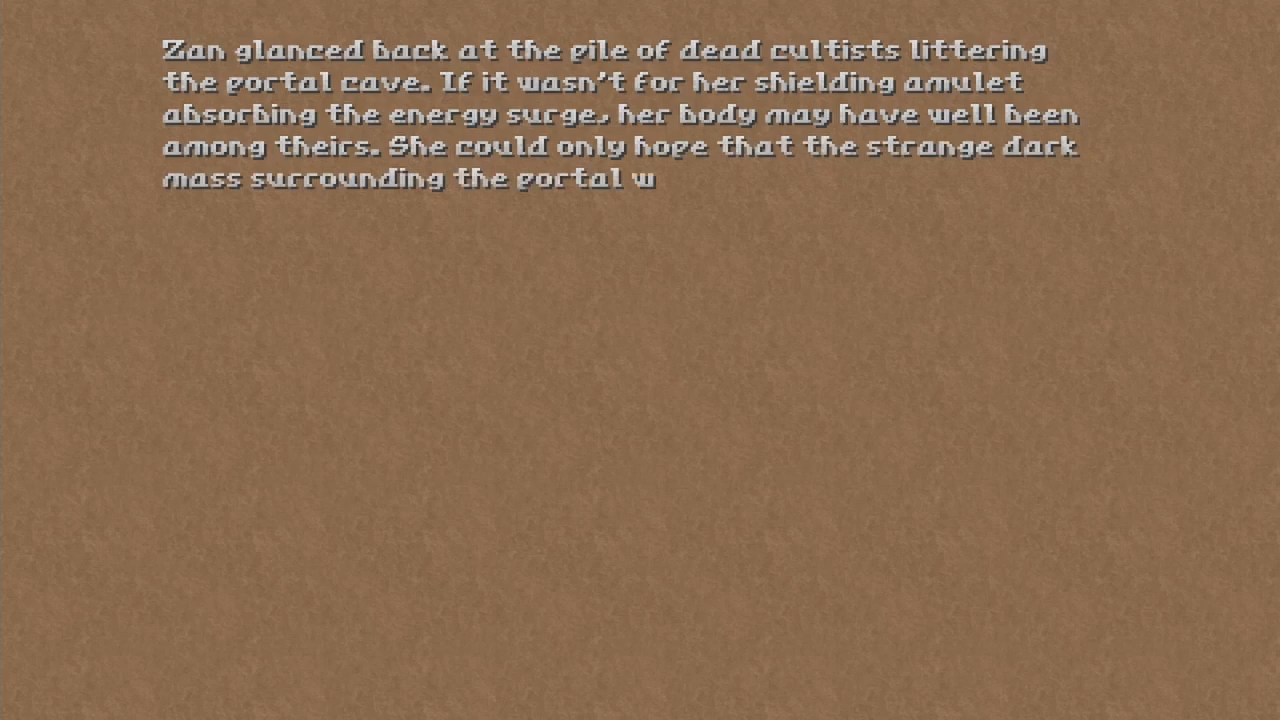 Zan glanced back at the pile of dead cultists littering
the portal cave. If it wasn't for her shielding amulet
absorbing the energy surge, her body may have well been
among theirs. She could only hope that the strange dark
mass surrounding the portal w